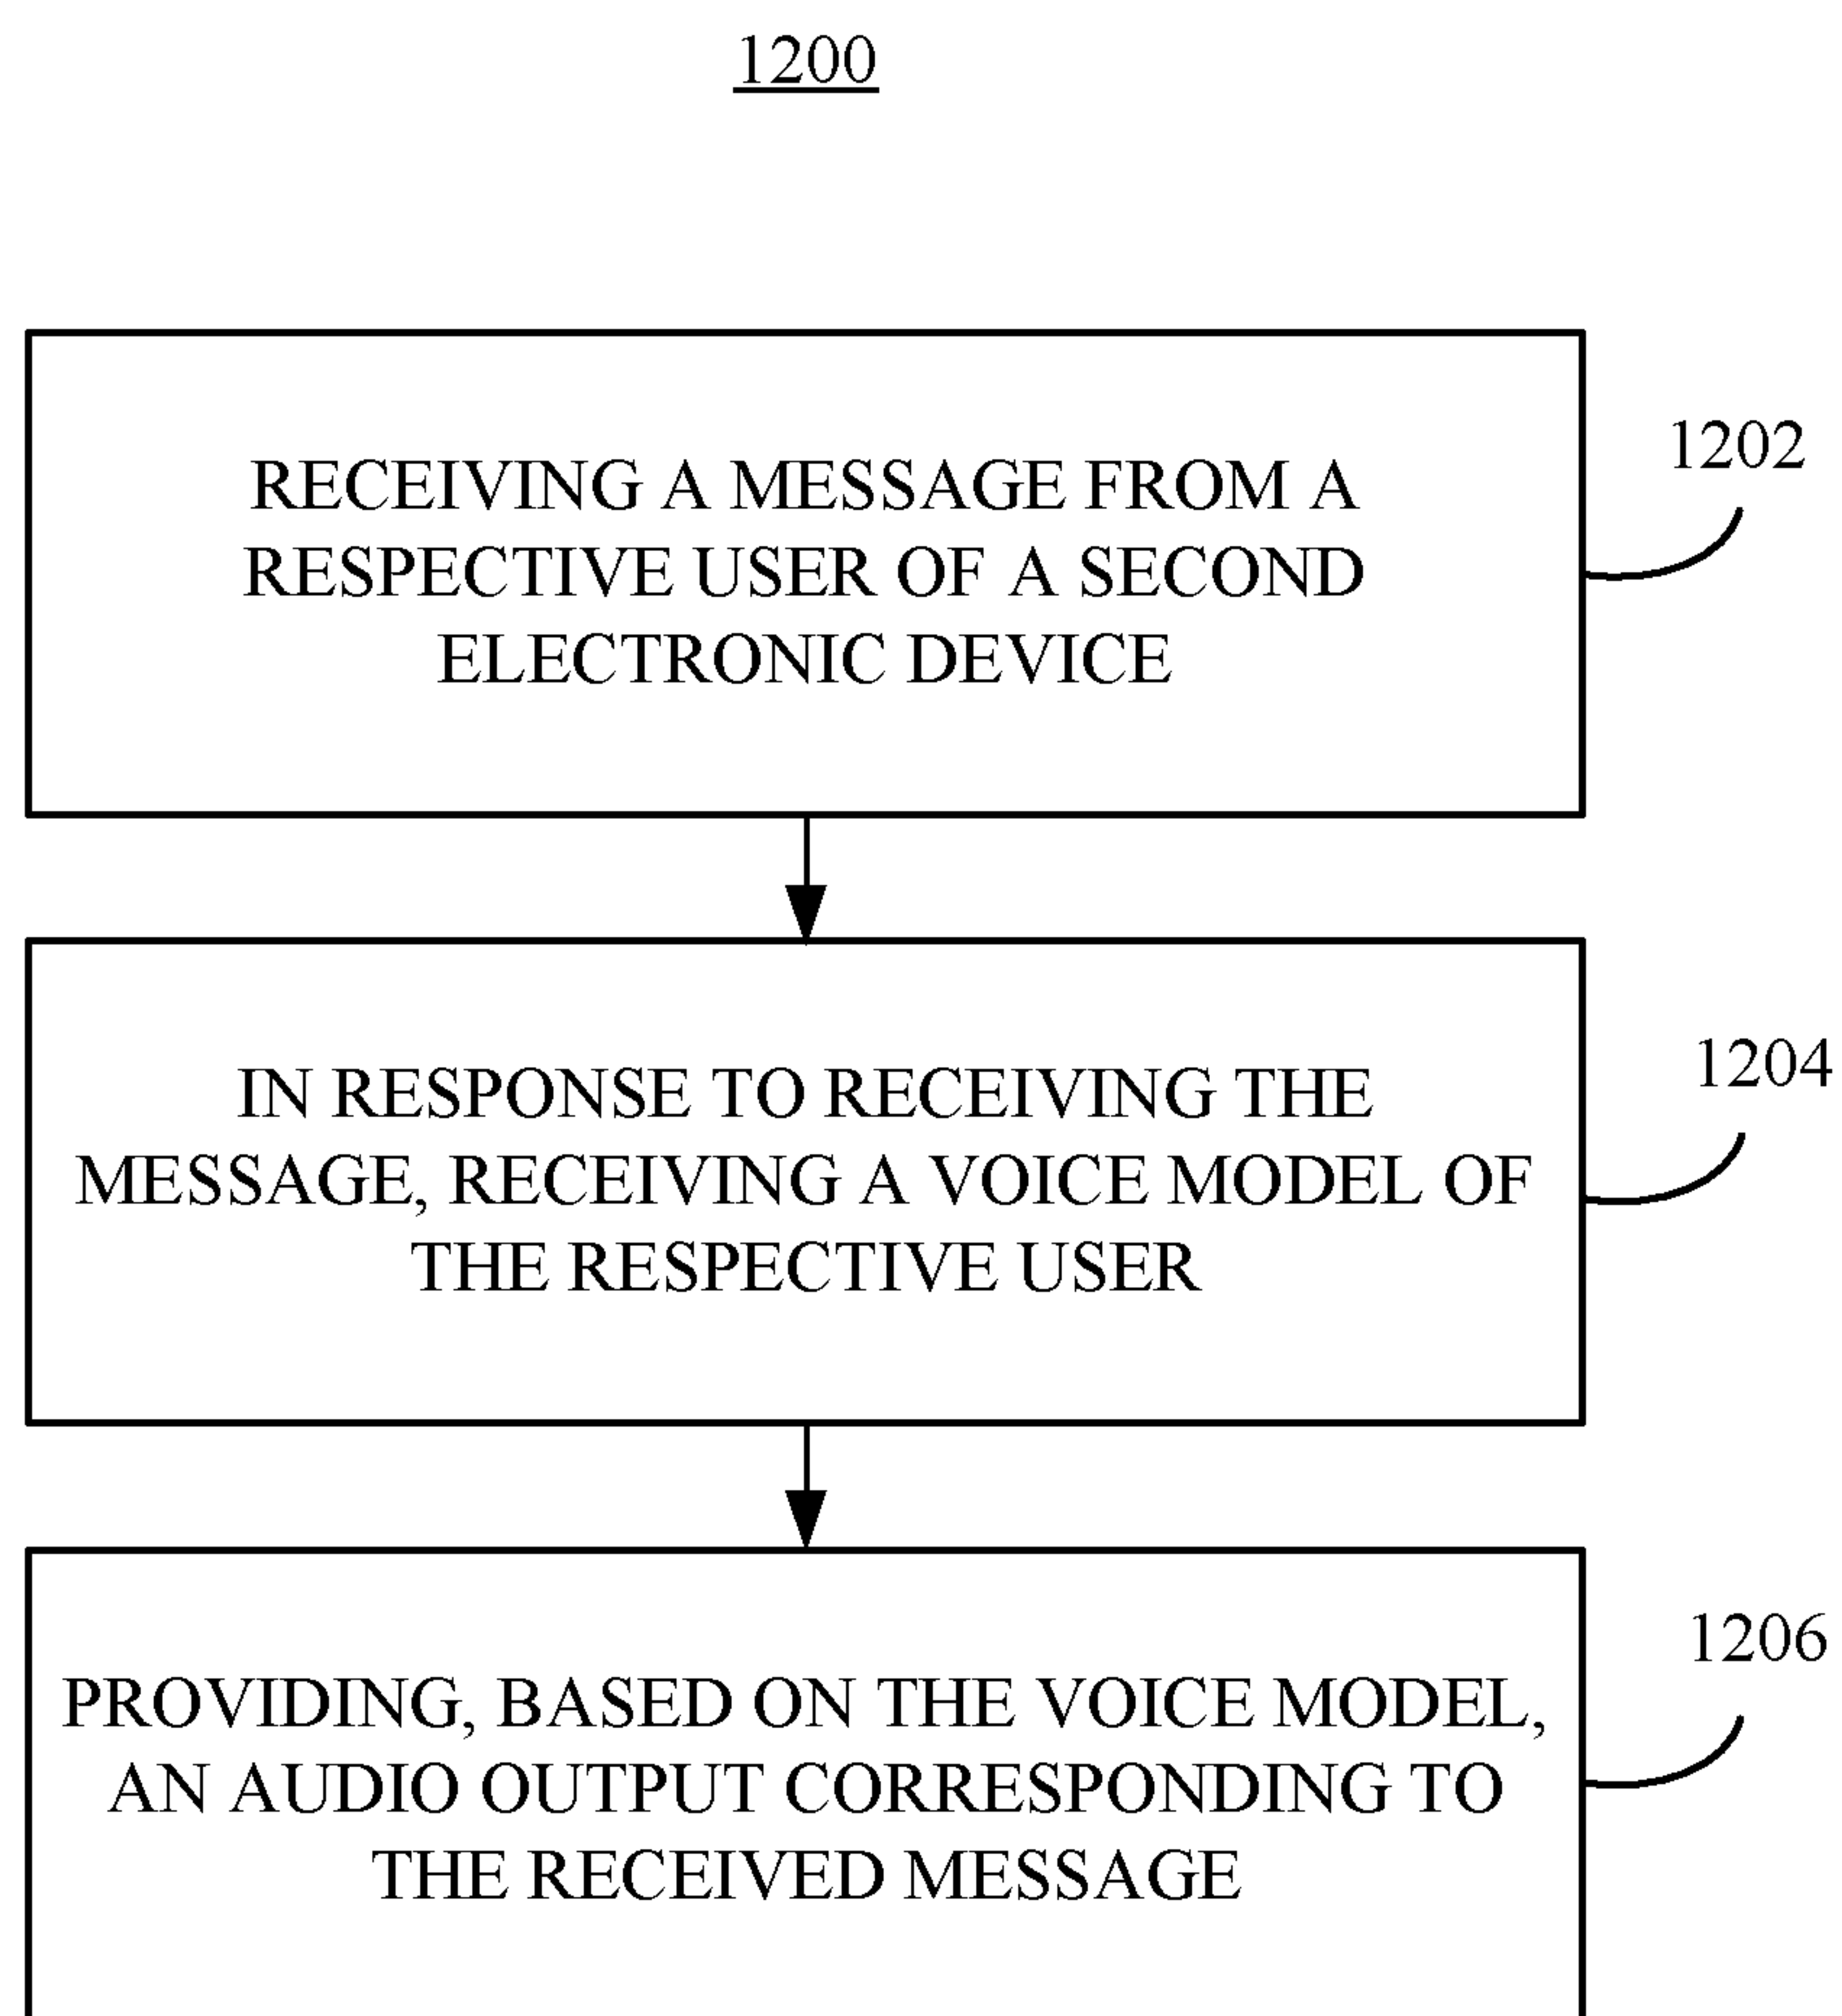 1200
RECEIVING A MESSAGE FROM A
RESPECTIVE USER OF A SECOND
ELECTRONIC DEVICE
1202
IN RESPONSE TO RECEIVING THE
MESSAGE, RECEIVING A VOICE MODEL OF
THE RESPECTIVE USER
1204
PROVIDING, BASED ON THE VOICE MODEL,
AN AUDIO OUTPUT CORRESPONDING TO
THE RECEIVED MESSAGE
1206